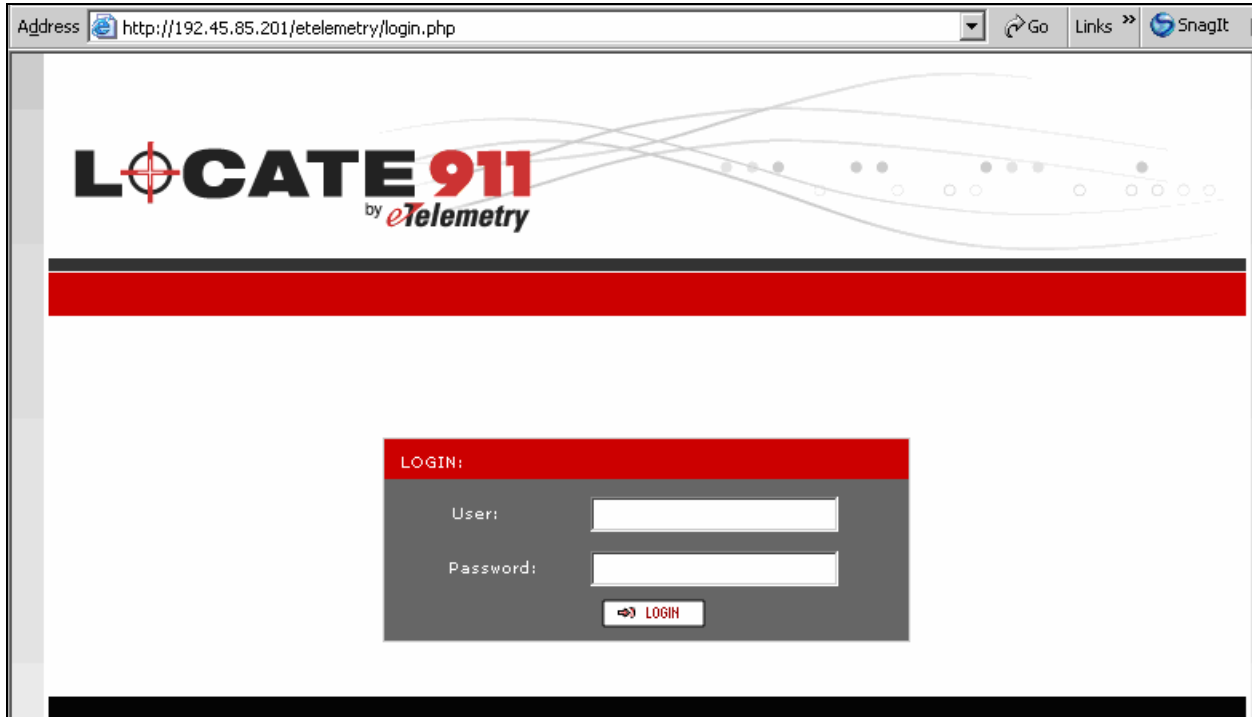 Address http://192.45.85.201/etelemetry/login.php Go Links » SnagIt
LOCATE 911
by eTelemetry
LOGIN:
User:
Password:
LOGIN